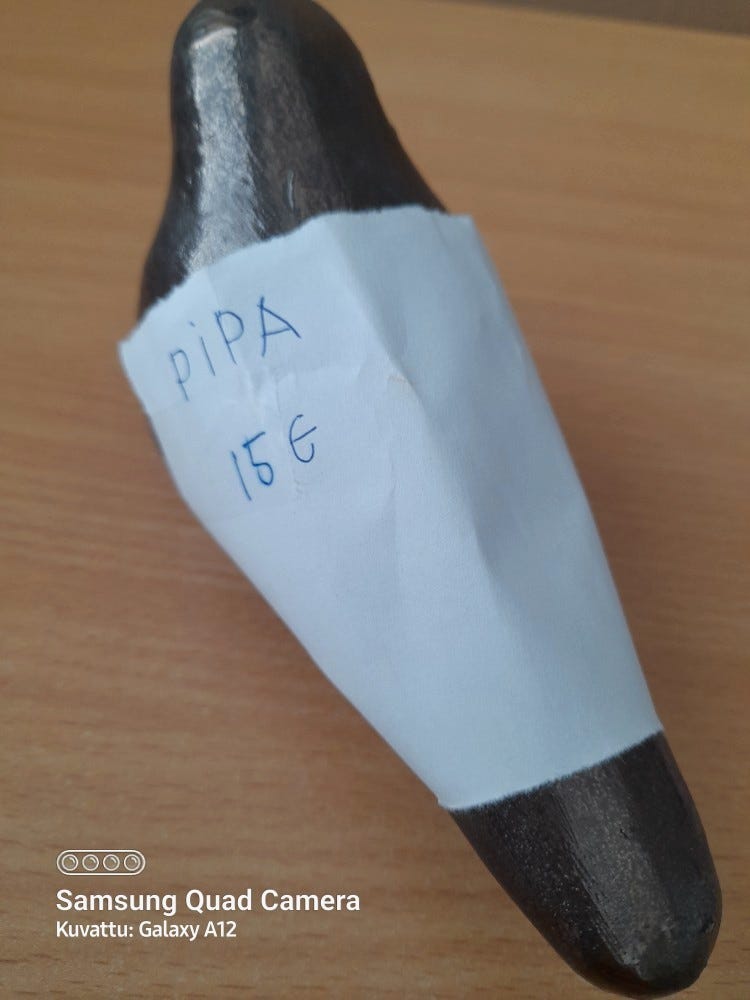 piPA
15€
Samsung Quad Camera
Kuvattu: Galaxy A12